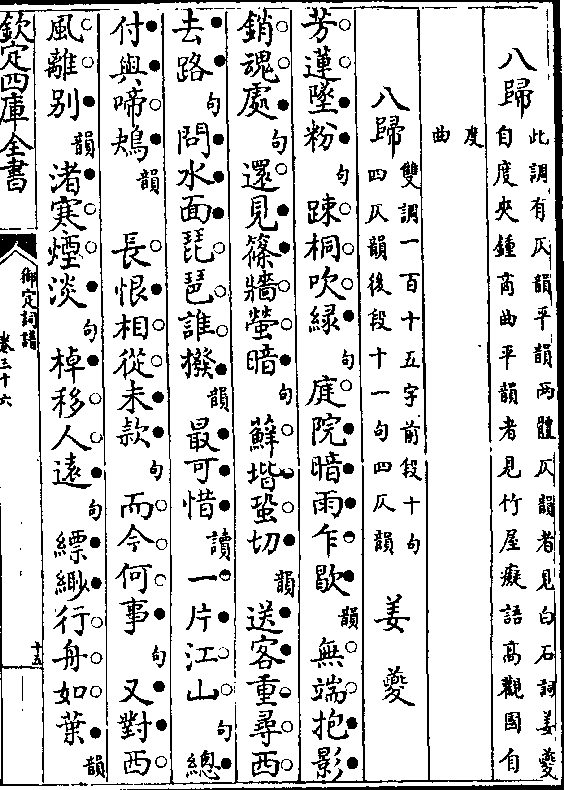 八歸
此調有仄韻平韻兩體仄韻者見白石詞姜夔
自度夾鍾商曲平韻者見竹屋癡語高觀國自
度
曲
八歸
雙調一百十五字前段十句
四仄韻後段十一句四仄韻
姜夔
芳蓮墜粉句疎桐吹綠句庭院暗雨乍歇韻無端抱影
銷魂處句還見篠牆螢暗句蘚堦蛩切韻送客重尋西
去路句問水面琵琶誰撥韻最可惜讀一片江山句總
付與啼鴂韻長恨相從未款句而今何事句又對西
風離別韻渚寒煙淡句棹移人遠句縹緲行舟如葉韻
欽定四庫全書
御定詞譜
卷三十六
十五